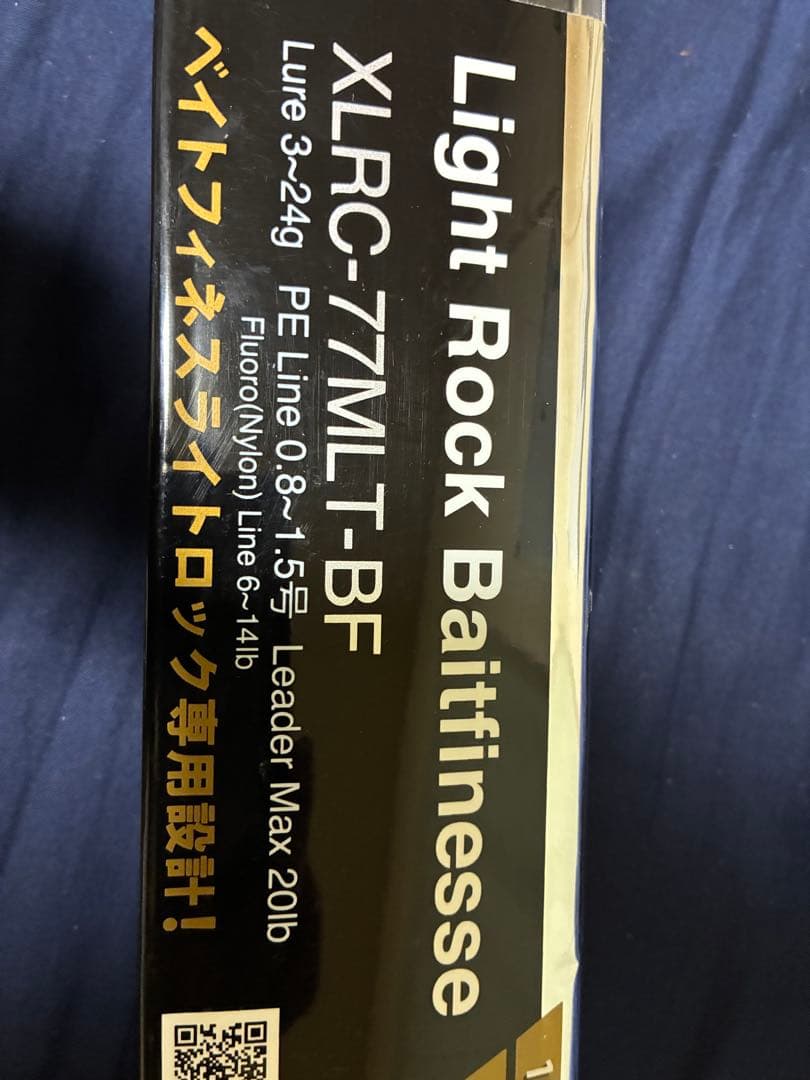 Light Rock Baitfinesse
XLRC-77MLT-BF
Lure 3~24g PE Line 0.8~1.5号 Leader Max 20lb
Fluoro(Nylon) Line 6~14lb
ベイトフィネスライトロック専用設計!